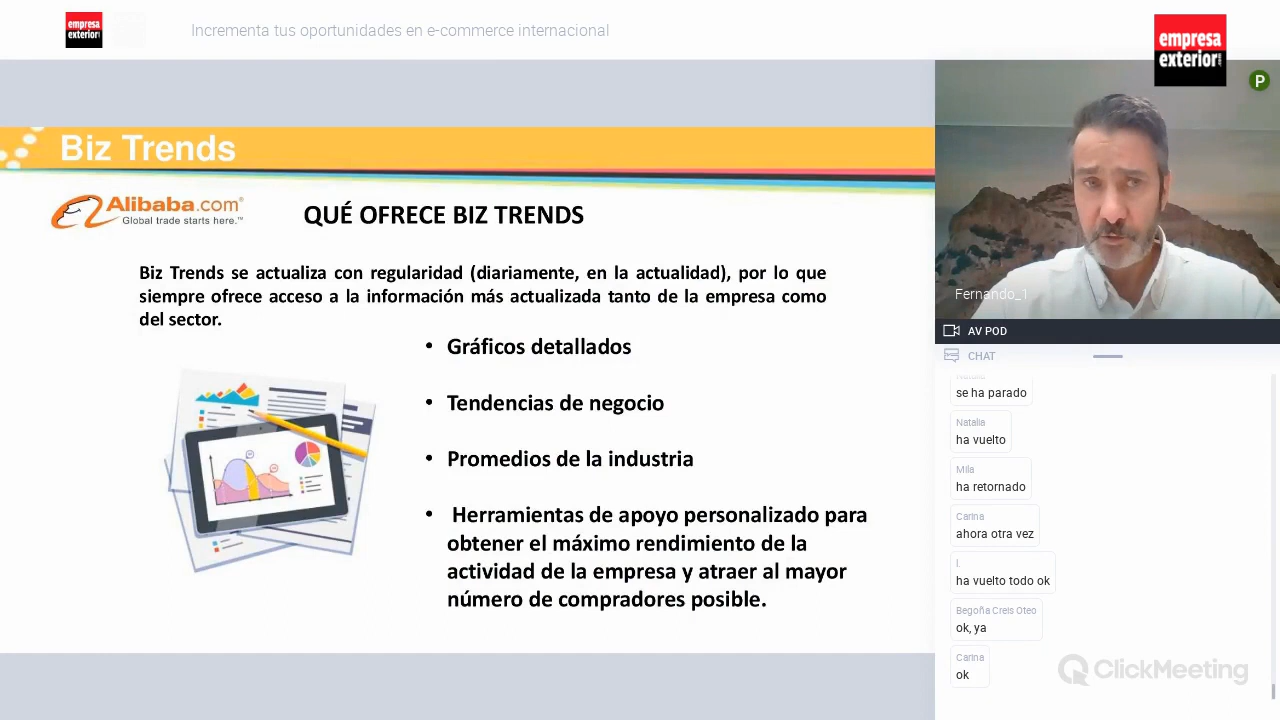 empresa
exterior
Incrementa tus oportunidades en e-commerce internacional
empresa
exterior.com
P
Biz Trends
Alibaba.com®
Global trade starts here.™
QUÉ OFRECE BIZ TRENDS
Biz Trends se actualiza con regularidad (diariamente, en la actualidad), por lo que
siempre ofrece acceso a la información más actualizada tanto de la empresa como
del sector.
• Gráficos detallados
• Tendencias de negocio
• Promedios de la industria
• Herramientas de apoyo personalizado para
obtener el máximo rendimiento de la
actividad de la empresa y atraer al mayor
número de compradores posible.
Fernando_1
AV POD
CHAT
se ha parado
Natalia
ha vuelto
Mila
ha retornado
Carina
ahora otra vez
I.
ha vuelto todo ok
Begoña Creis Oteo
ok, ya
Carina
ok
ClickMeeting